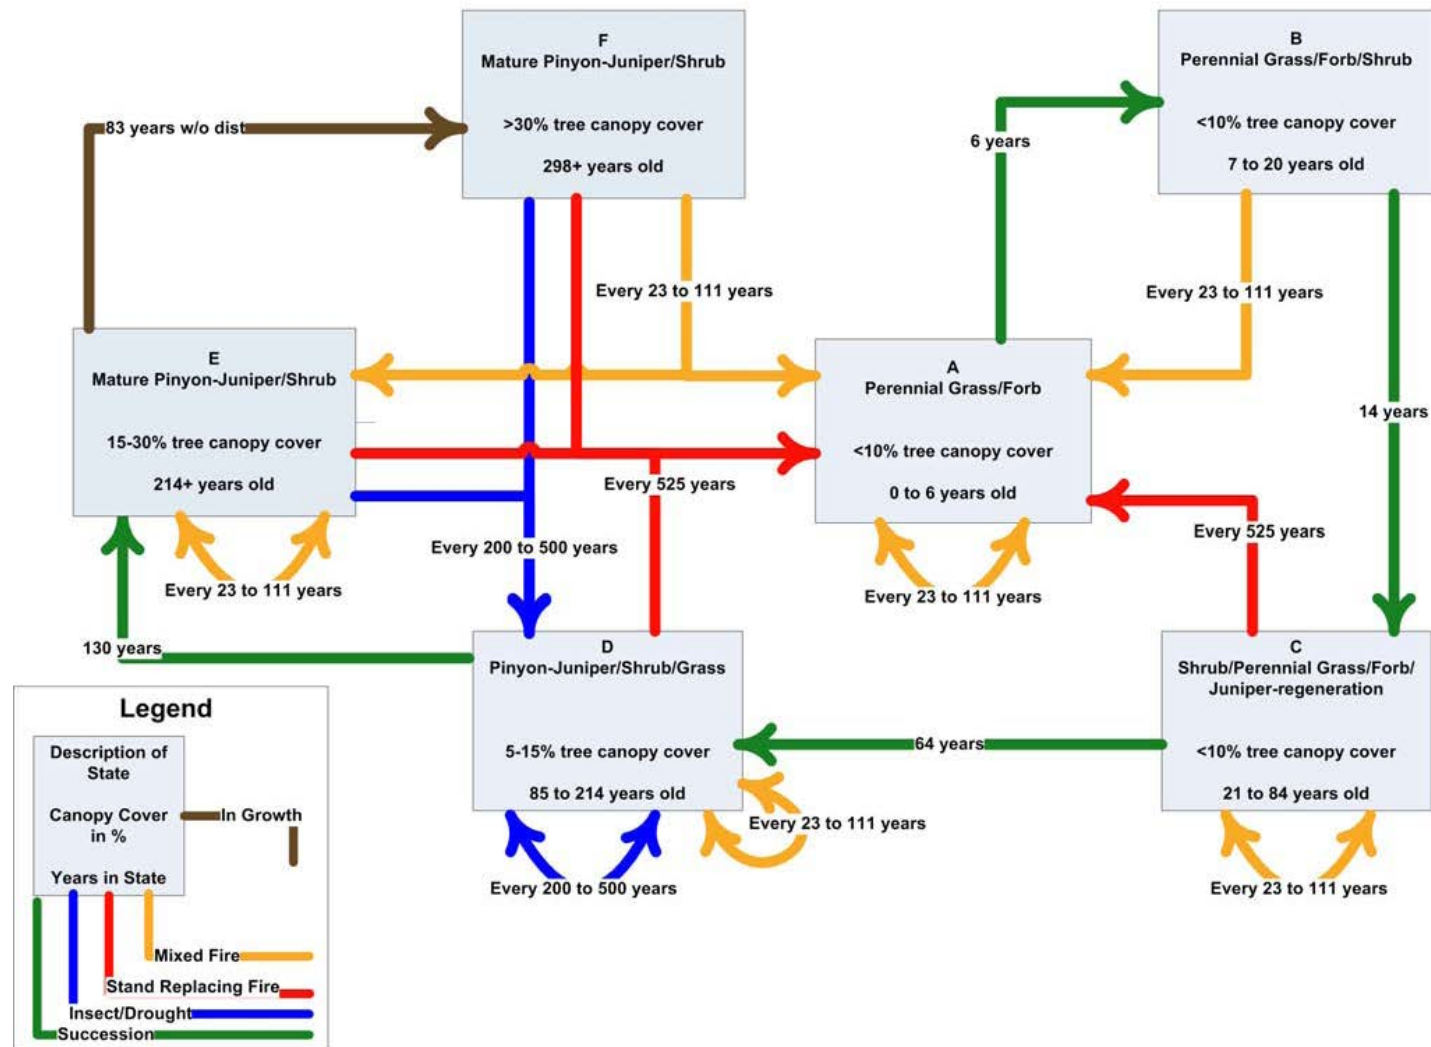 F
Mature Pinyon-Juniper/Shrub
>30% tree canopy cover
298+ years old
B
Perennial Grass/Forb/Shrub
<10% tree canopy cover
7 to 20 years old
83 years w/o dist
6 years
Every 23 to 111 years
Every 23 to 111 years
E
Mature Pinyon-Juniper/Shrub
15-30% tree canopy cover
214+ years old
A
Perennial Grass/Forb
<10% tree canopy cover
0 to 6 years old
14 years
Every 525 years
Every 525 years
Every 200 to 500 years
Every 23 to 111 years
Every 23 to 111 years
130 years
D
Pinyon-Juniper/Shrub/Grass
5-15% tree canopy cover
85 to 214 years old
64 years
C
Shrub/Perennial Grass/Forb/
Juniper-regeneration
<10% tree canopy cover
21 to 84 years old
Every 23 to 111 years
Every 200 to 500 years
Every 23 to 111 years
Legend
Description of
State
Canopy Cover
in %
Years in State
In Growth
Mixed Fire
Stand Replacing Fire
Insect/Drought
Succession